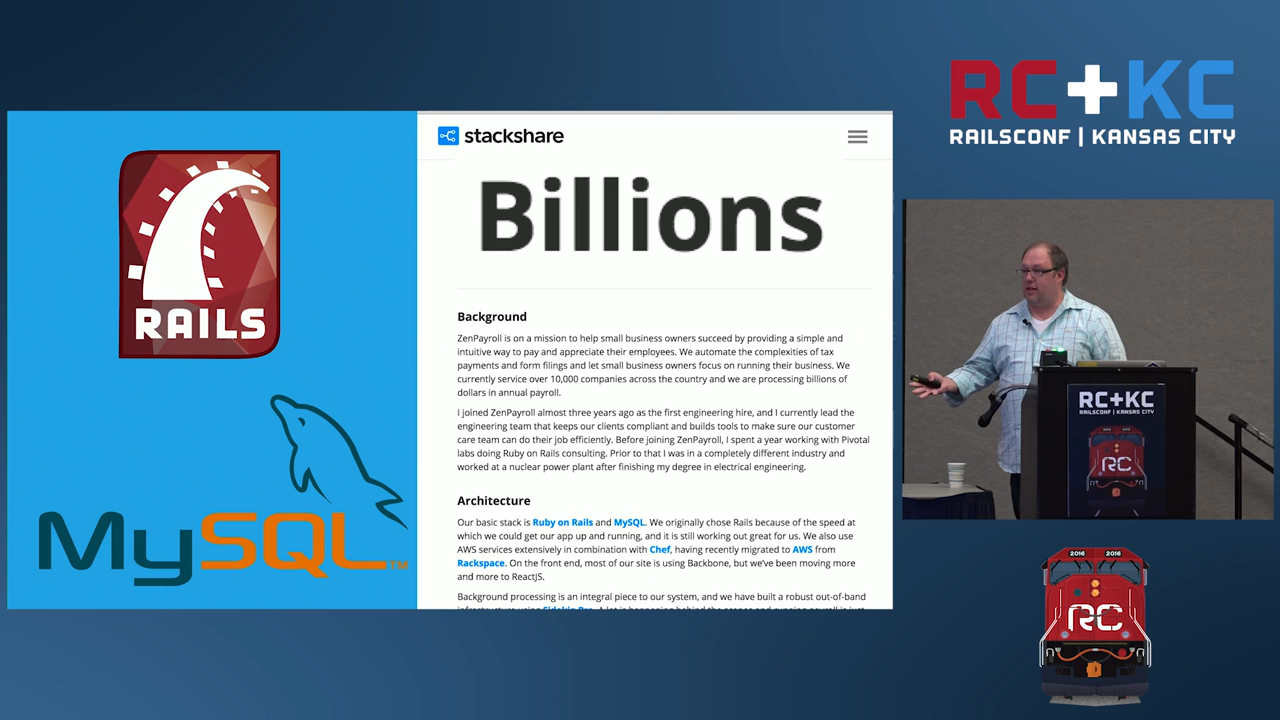 RAILS
MySQL™
stackshare
Billions
Background
ZenPayroll is on a mission to help small business owners succeed by providing a simple and
intuitive way to pay and appreciate their employees. We automate the complexities of tax
payments and form filings and let small business owners focus on running their business. We
currently service over 10,000 companies across the country and we are processing billions of
dollars in annual payroll.
I joined ZenPayroll almost three years ago as the first engineering hire, and I currently lead the
engineering team that keeps our clients compliant and builds tools to make sure our customer
care team can do their job efficiently. Before joining ZenPayroll, I spent a year working with Pivotal
labs doing Ruby on Rails consulting. Prior to that I was in a completely different industry and
worked at a nuclear power plant after finishing my degree in electrical engineering.
Architecture
Our basic stack is Ruby on Rails and MySQL. We originally chose Rails because of the speed at
which we could get our app up and running, and it is still working out great for us. We also use
AWS services extensively in combination with Chef, having recently migrated to AWS from
Rackspace. On the front end, most of our site is using Backbone, but we've been moving more
and more to ReactJS.
Background processing is an integral piece to our system, and we have built a robust out-of-band
RC+KC
RAILSCONF | KANSAS CITY
RC+KC
RAILSCONF | KANSAS CITY
RC
2016 2016
RC